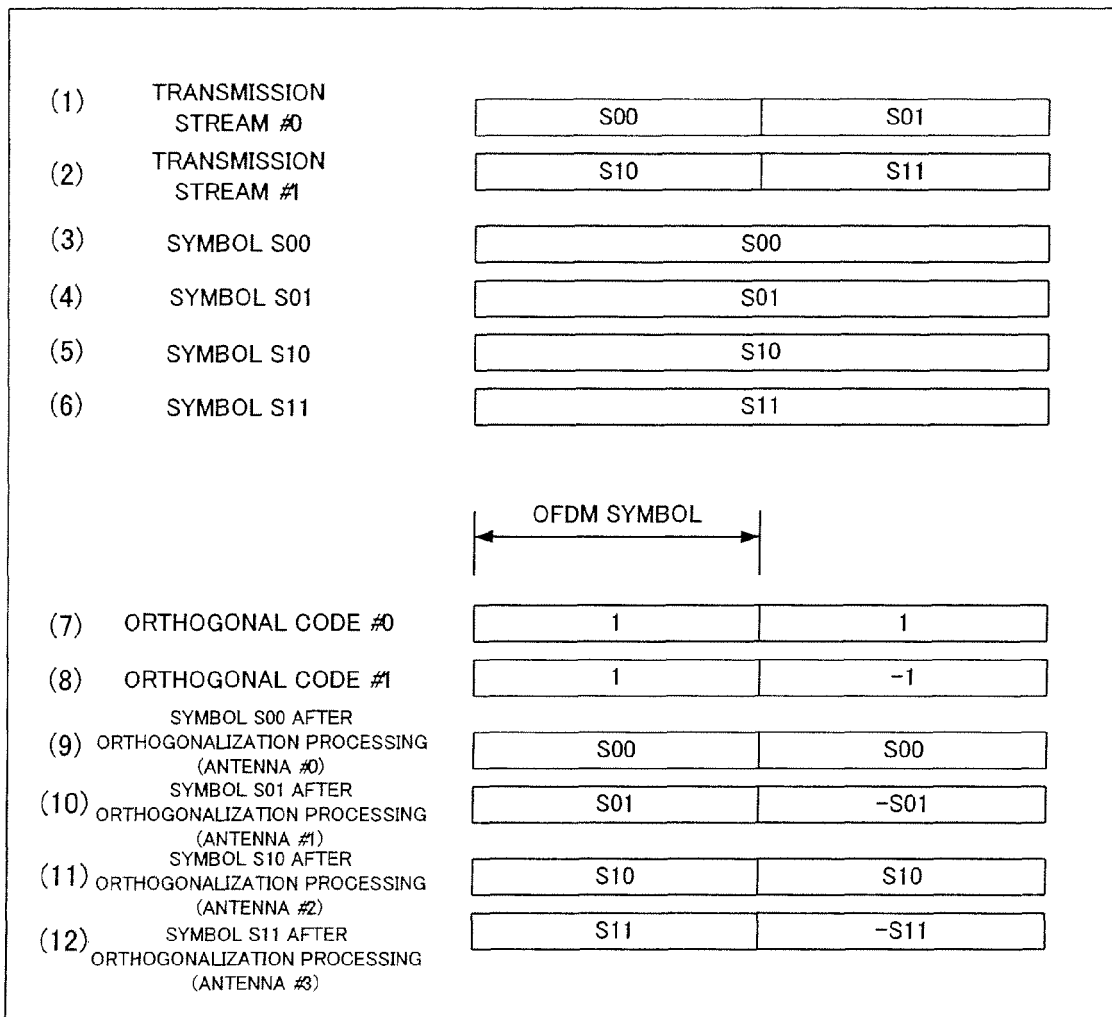 (1) TRANSMISSION
STREAM #0
S00 S01
(2) TRANSMISSION
STREAM #1
S10 S11
(3) SYMBOL S00 S00
(4) SYMBOL S01 S01
(5) SYMBOL S10 S10
(6) SYMBOL S11 S11
OFDM SYMBOL
(7) ORTHOGONAL CODE #0 1 1
(8) ORTHOGONAL CODE #1 1 -1
SYMBOL S00 AFTER
(9) ORTHOGONALIZATION PROCESSING S00 S00
(ANTENNA #0)
SYMBOL S01 AFTER
(10) ORTHOGONALIZATION PROCESSING S01 -S01
(ANTENNA #1)
SYMBOL S10 AFTER
(11) ORTHOGONALIZATION PROCESSING S10 S10
(ANTENNA #2)
(12) SYMBOL S11 AFTER S11 -S11
ORTHOGONALIZATION PROCESSING
(ANTENNA #3)